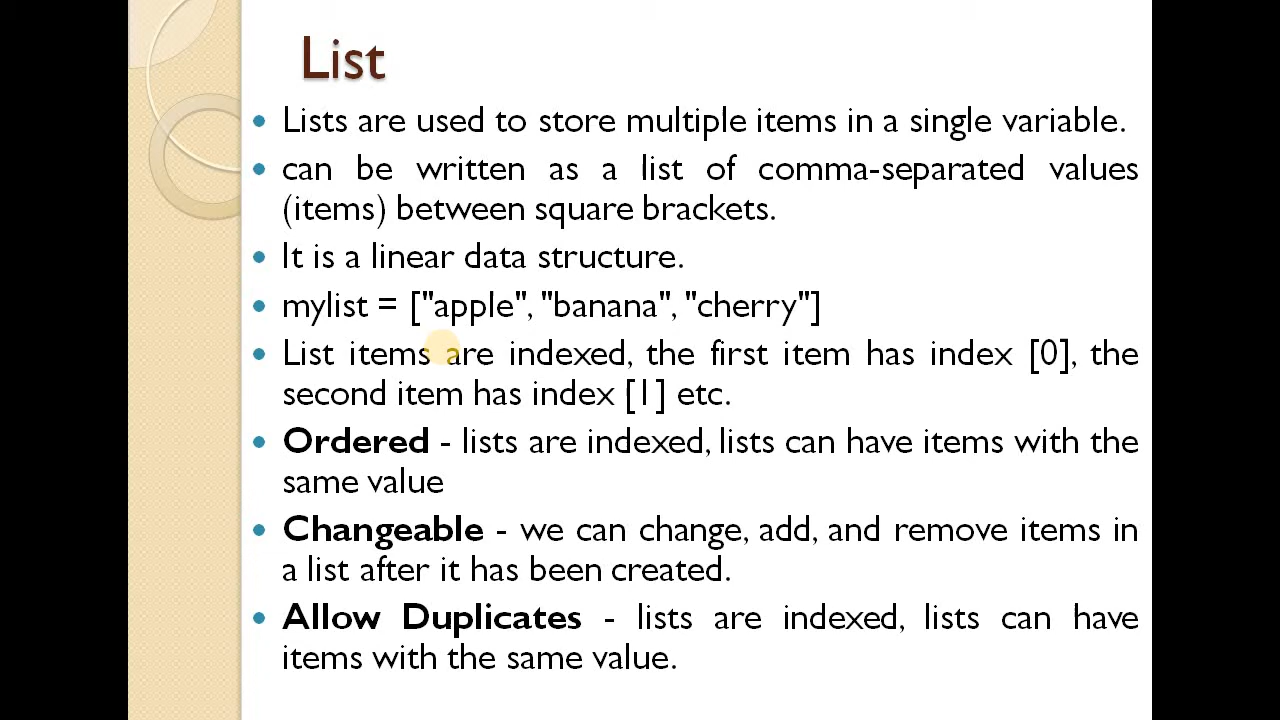 List
• Lists are used to store multiple items in a single variable.
• can be written as a list of comma-separated values
(items) between square brackets.
• It is a linear data structure.
• mylist = ["apple", "banana", "cherry"]
• List items are indexed, the first item has index [0], the
second item has index [1] etc.
• Ordered - lists are indexed, lists can have items with the
same value
• Changeable - we can change, add, and remove items in
a list after it has been created.
• Allow Duplicates - lists are indexed, lists can have
items with the same value.